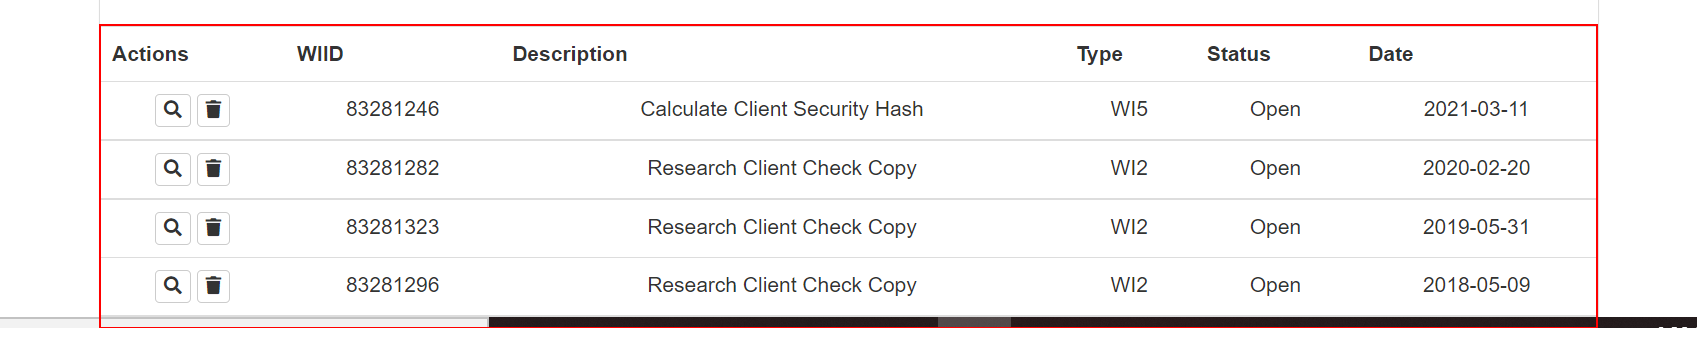 Actions WIID Description Type Status Date
83281246 Calculate Client Security Hash WI5 Open 2021-03-11
83281282 Research Client Check Copy WI2 Open 2020-02-20
83281323 Research Client Check Copy WI2 Open 2019-05-31
83281296 Research Client Check Copy WI2 Open 2018-05-09